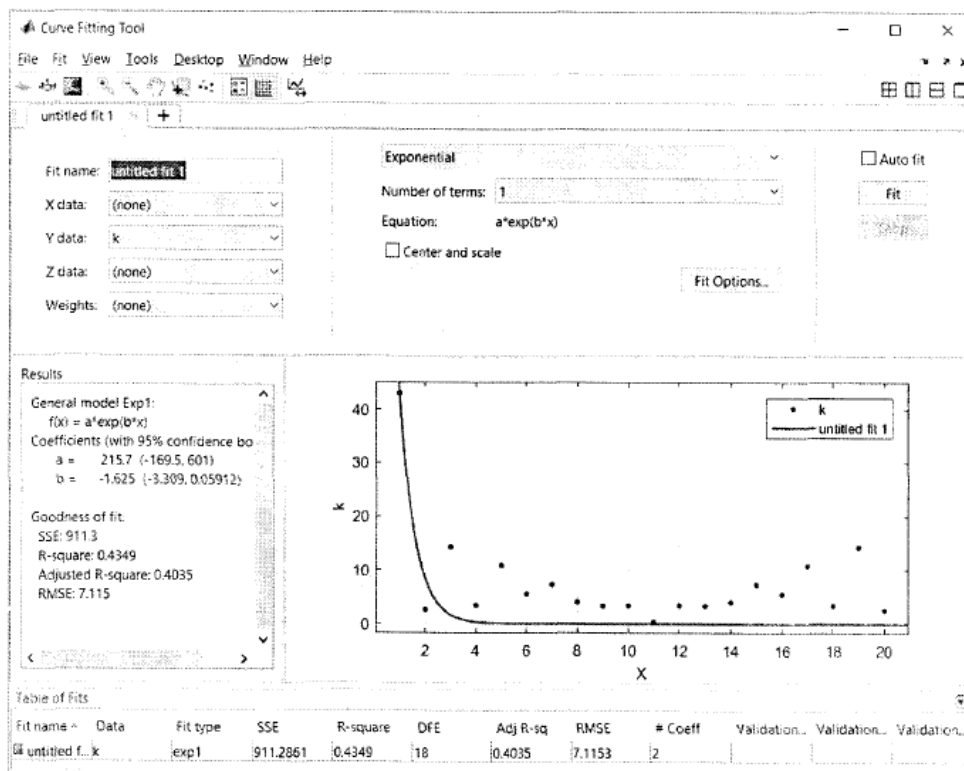 Curve Fitting Tool
File Fit View Tools Desktop Window Help
untitled fit 1
Fit name: untitled fit 1
X data: (none)
Y data: k
Z data: (none)
Weights: (none)
Exponential
Number of terms: 1
Equation: a*exp(b*x)
Center and scale
Fit Options...
Auto fit
Fit
Results
General model Exp1:
f(x) = a*exp(b*x)
Coefficients (with 95% confidence bo
a = 215.7 (-169.5, 601)
b = -1.625 (-3.309, 0.05912)
Goodness of fit:
SSE: 911.3
R-square: 0.4349
Adjusted R-square: 0.4035
RMSE: 7.115
k
untitled fit 1
40
30
20
10
0
k
2 4 6 8 10 12 14 16 18 20
X
Table of Fits
Fit name Data Fit type SSE R-square DFE Adj R-sq RMSE # Coeff Validation... Validation... Validation...
untitled f... k exp1 911.2861 0.4349 18 0.4035 7.1153 2